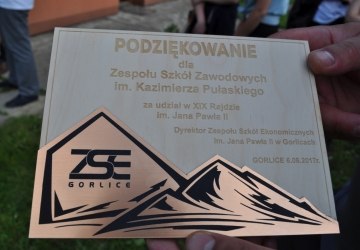 PODZIĘKOWANIE
dla
Zespołu Szkół Zawodowych
im. Kazimierza Pułaskiego
za udział w XIX Rajdzie
im. Jana Pawła II
Dyrektor Zespołu Szkół Ekonomicznych
im. Jana Pawła II w Gorlicach
GORLICE 6.06.2017r.
ZSE
GORLICE